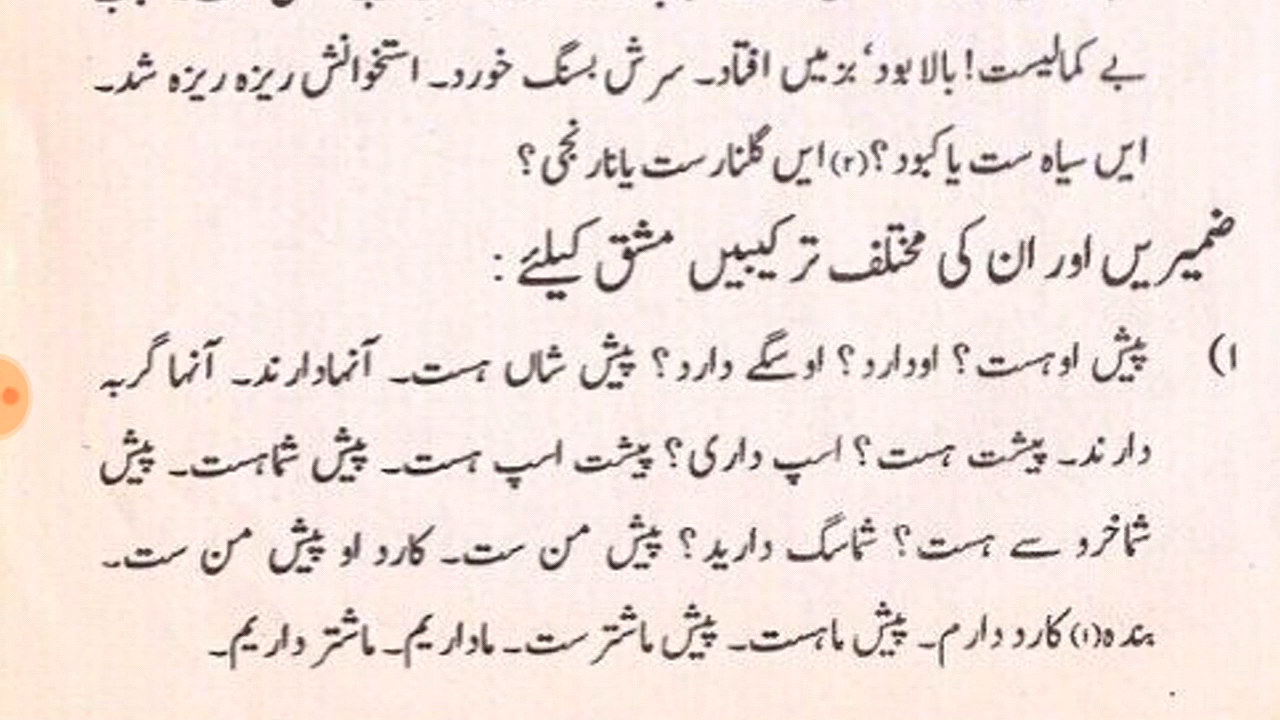 بے کمالیست! بالا بود، بزمیں افتاد۔ سرش بسنگ خورد۔ استخوانش ریزہ ریزہ شد۔
ایں سیاہ ست یا کبود؟ (۲) ایں گلنار ست یا نارنجی؟
ضمیریں اور ان کی مختلف ترکیبیں مشق کیلئے :
۱) پیش او ہست؟ او دارد؟ او سگے دارد؟ پیش شاں ہست۔ آنہا دارند۔ آنہا گربہ
دارند۔ پیشت ہست؟ اسپ داری؟ پیشت اسپ ہست۔ پیش شما ہست۔ پیش
شما خروسے ہست؟ شما سگ دارید؟ پیش من ست۔ کارد او پیش من ست۔
بندہ (۱) کارد دارم۔ پیش ما ہست۔ پیش ما شتر ست۔ ما داریم۔ ما شتر داریم۔